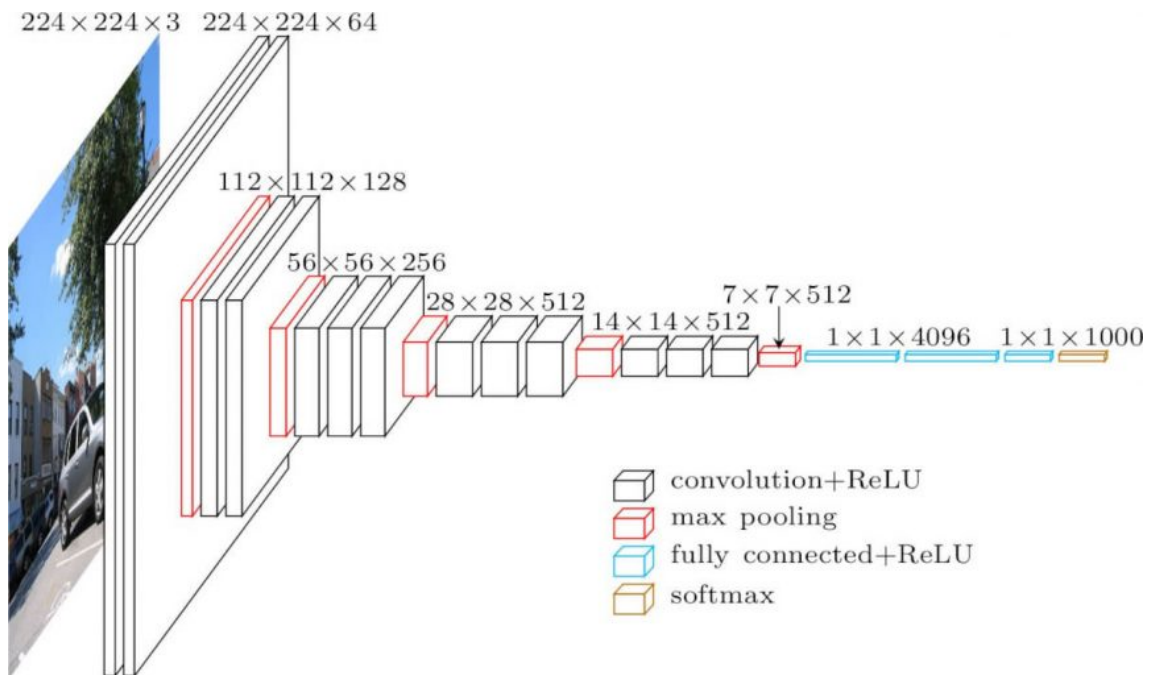 224 × 224 × 3
224 × 224 × 64
112 × 112 × 128
56 × 56 × 256
28 × 28 × 512
14 × 14 × 512
7 × 7 × 512
1 × 1 × 4096
1 × 1 × 1000
convolution+ReLU
max pooling
fully connected+ReLU
softmax